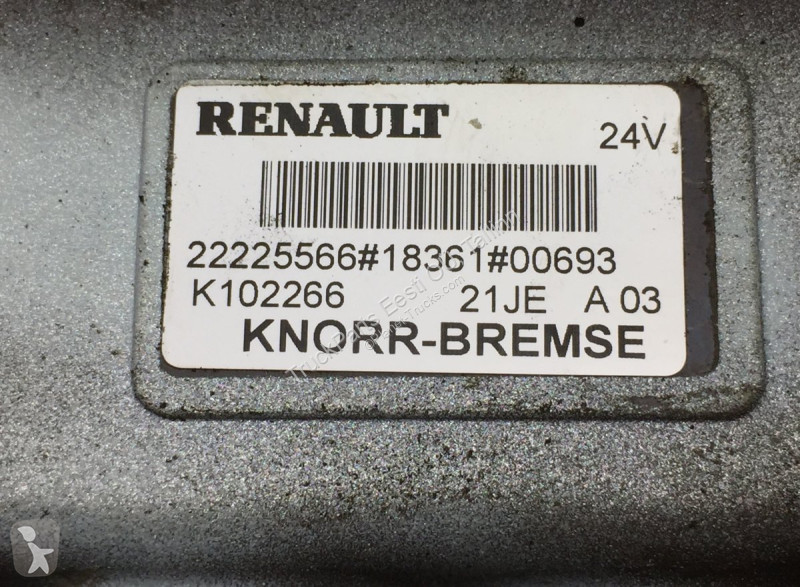 RENAULT 24V
22225566#18361#00693
K102266 21JE A 03
KNORR-BREMSE